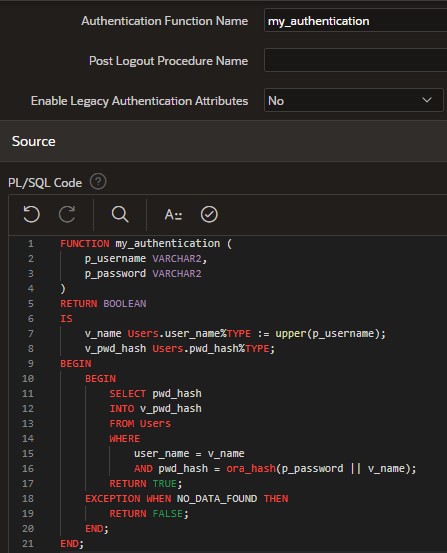 Authentication Function Name my_authentication
Post Logout Procedure Name
Enable Legacy Authentication Attributes No
Source
PL/SQL Code ?
A::
1 FUNCTION my_authentication (
2 p_username VARCHAR2,
3 p_password VARCHAR2
4 )
5 RETURN BOOLEAN
6 IS
7 v_name Users.user_name%TYPE := upper(p_username);
8 v_pwd_hash Users.pwd_hash%TYPE;
9 BEGIN
10 BEGIN
11 SELECT pwd_hash
12 INTO v_pwd_hash
13 FROM Users
14 WHERE
15 user_name = v_name
16 AND pwd_hash = ora_hash(p_password || v_name);
17 RETURN TRUE;
18 EXCEPTION WHEN NO_DATA_FOUND THEN
19 RETURN FALSE;
20 END;
21 END;